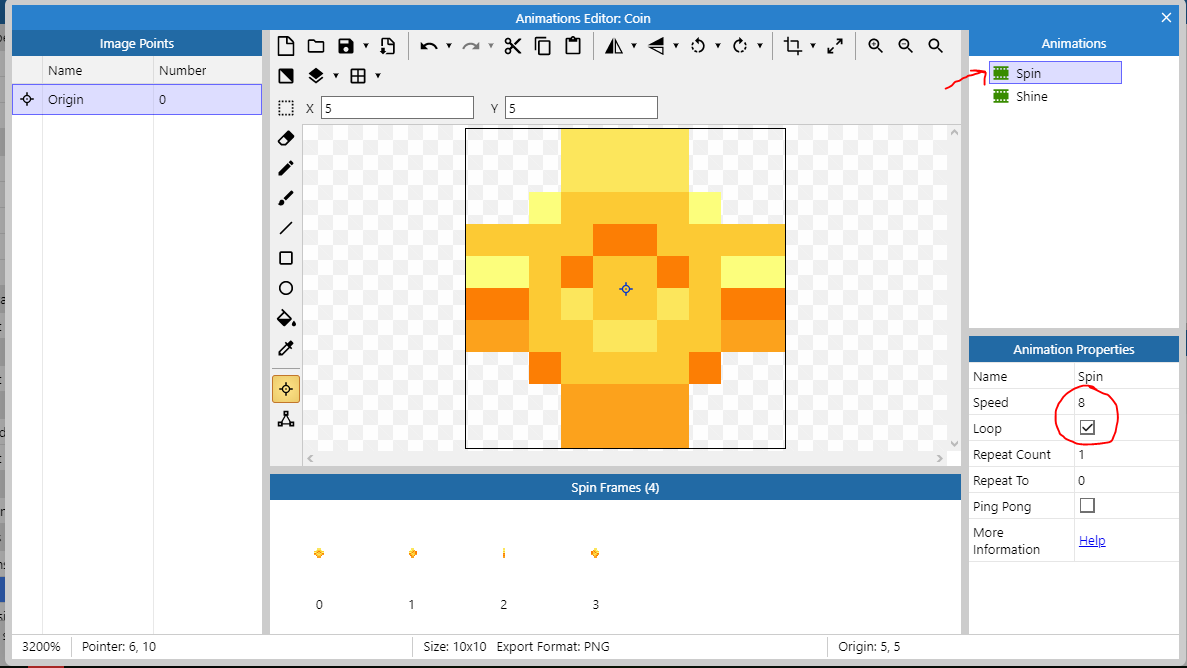 Animations Editor: Coin
Image Points
Name Number
Origin 0
X 5 Y 5
Animations
Spin
Shine
Animation Properties
Name Spin
Speed 8
Loop
Repeat Count 1
Repeat To 0
Ping Pong
More
Information Help
Spin Frames (4)
0 1 2 3
3200% Pointer: 6, 10 Size: 10x10 Export Format: PNG Origin: 5, 5